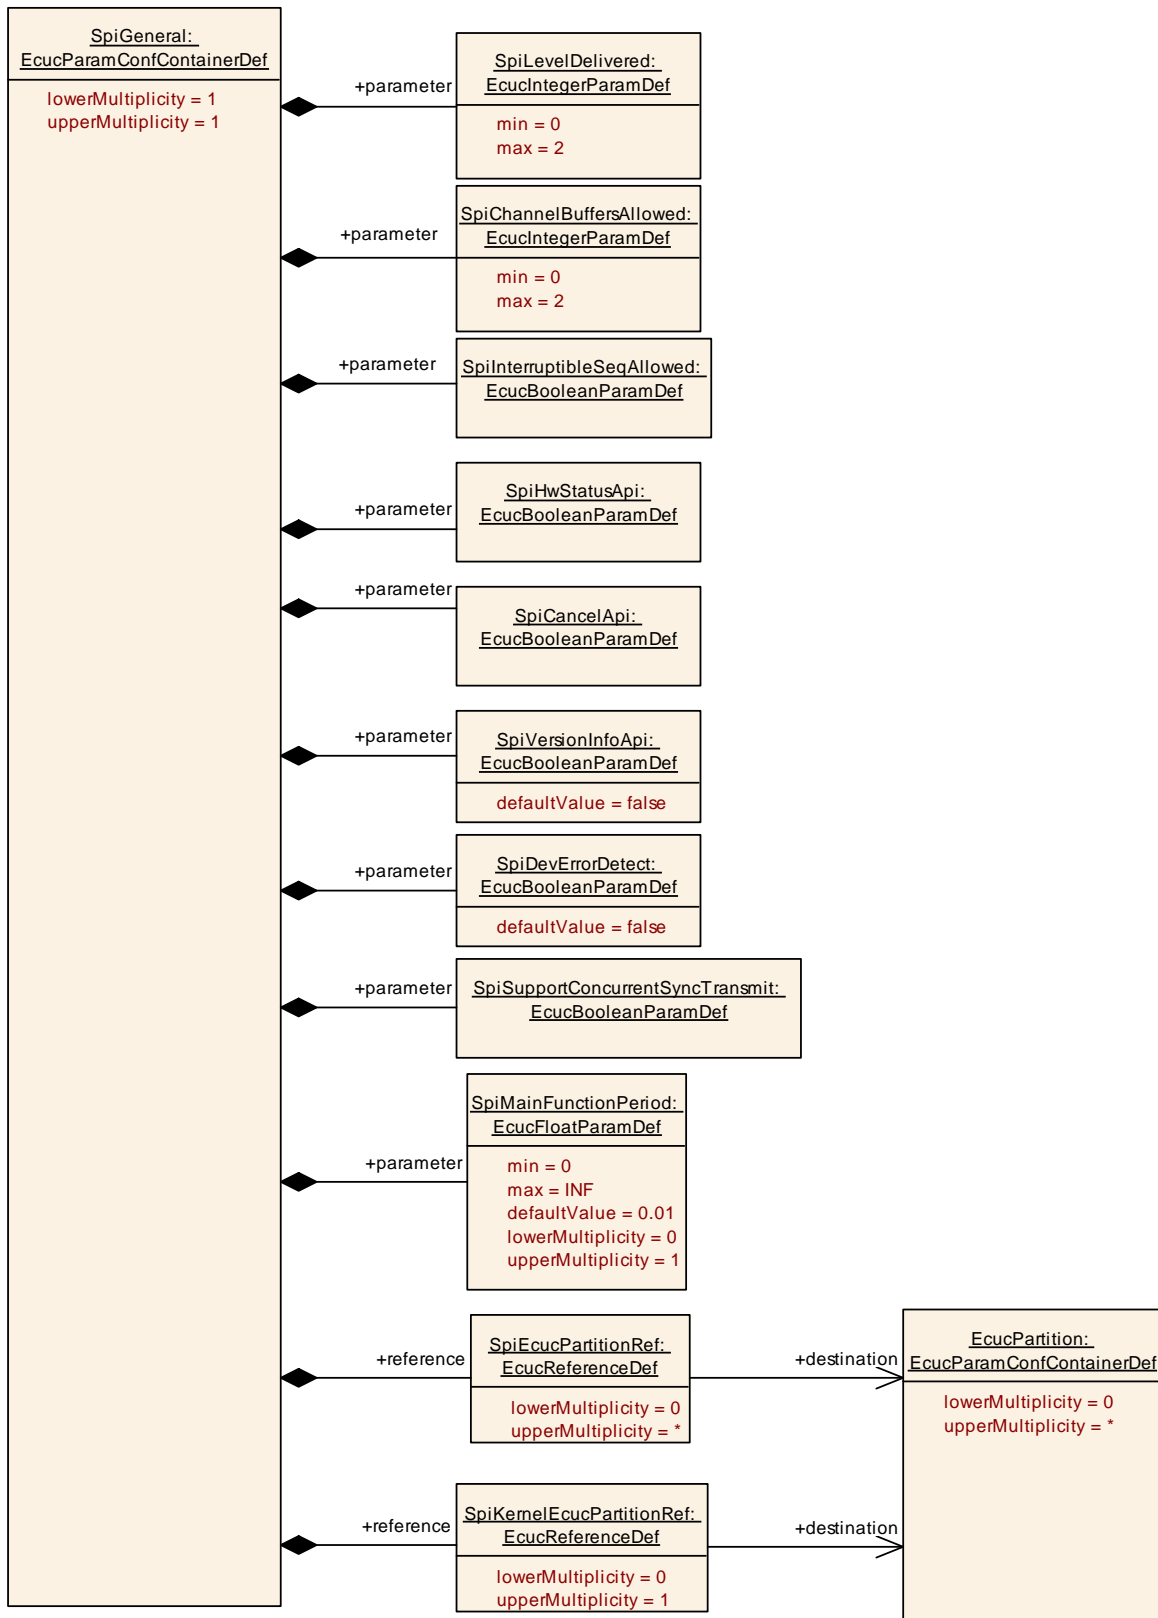 SpiGeneral:
EcucParamConfContainerDef
lowerMultiplicity = 1
upperMultiplicity = 1
+parameter
SpiLevelDelivered:
EcucIntegerParamDef
min = 0
max = 2
+parameter
SpiChannelBuffersAllowed:
EcucIntegerParamDef
min = 0
max = 2
+parameter
SpiInterruptibleSeqAllowed:
EcucBooleanParamDef
+parameter
SpiHwStatusApi:
EcucBooleanParamDef
+parameter
SpiCancelApi:
EcucBooleanParamDef
+parameter
SpiVersionInfoApi:
EcucBooleanParamDef
defaultValue = false
+parameter
SpiDevErrorDetect:
EcucBooleanParamDef
defaultValue = false
+parameter
SpiSupportConcurrentSyncTransmit:
EcucBooleanParamDef
+parameter
SpiMainFunctionPeriod:
EcucFloatParamDef
min = 0
max = INF
defaultValue = 0.01
lowerMultiplicity = 0
upperMultiplicity = 1
+reference
SpiEcucPartitionRef:
EcucReferenceDef
lowerMultiplicity = 0
upperMultiplicity = *
+destination
EcucPartition:
EcucParamConfContainerDef
lowerMultiplicity = 0
upperMultiplicity = *
+reference
SpiKernelEcucPartitionRef:
EcucReferenceDef
lowerMultiplicity = 0
upperMultiplicity = 1
+destination